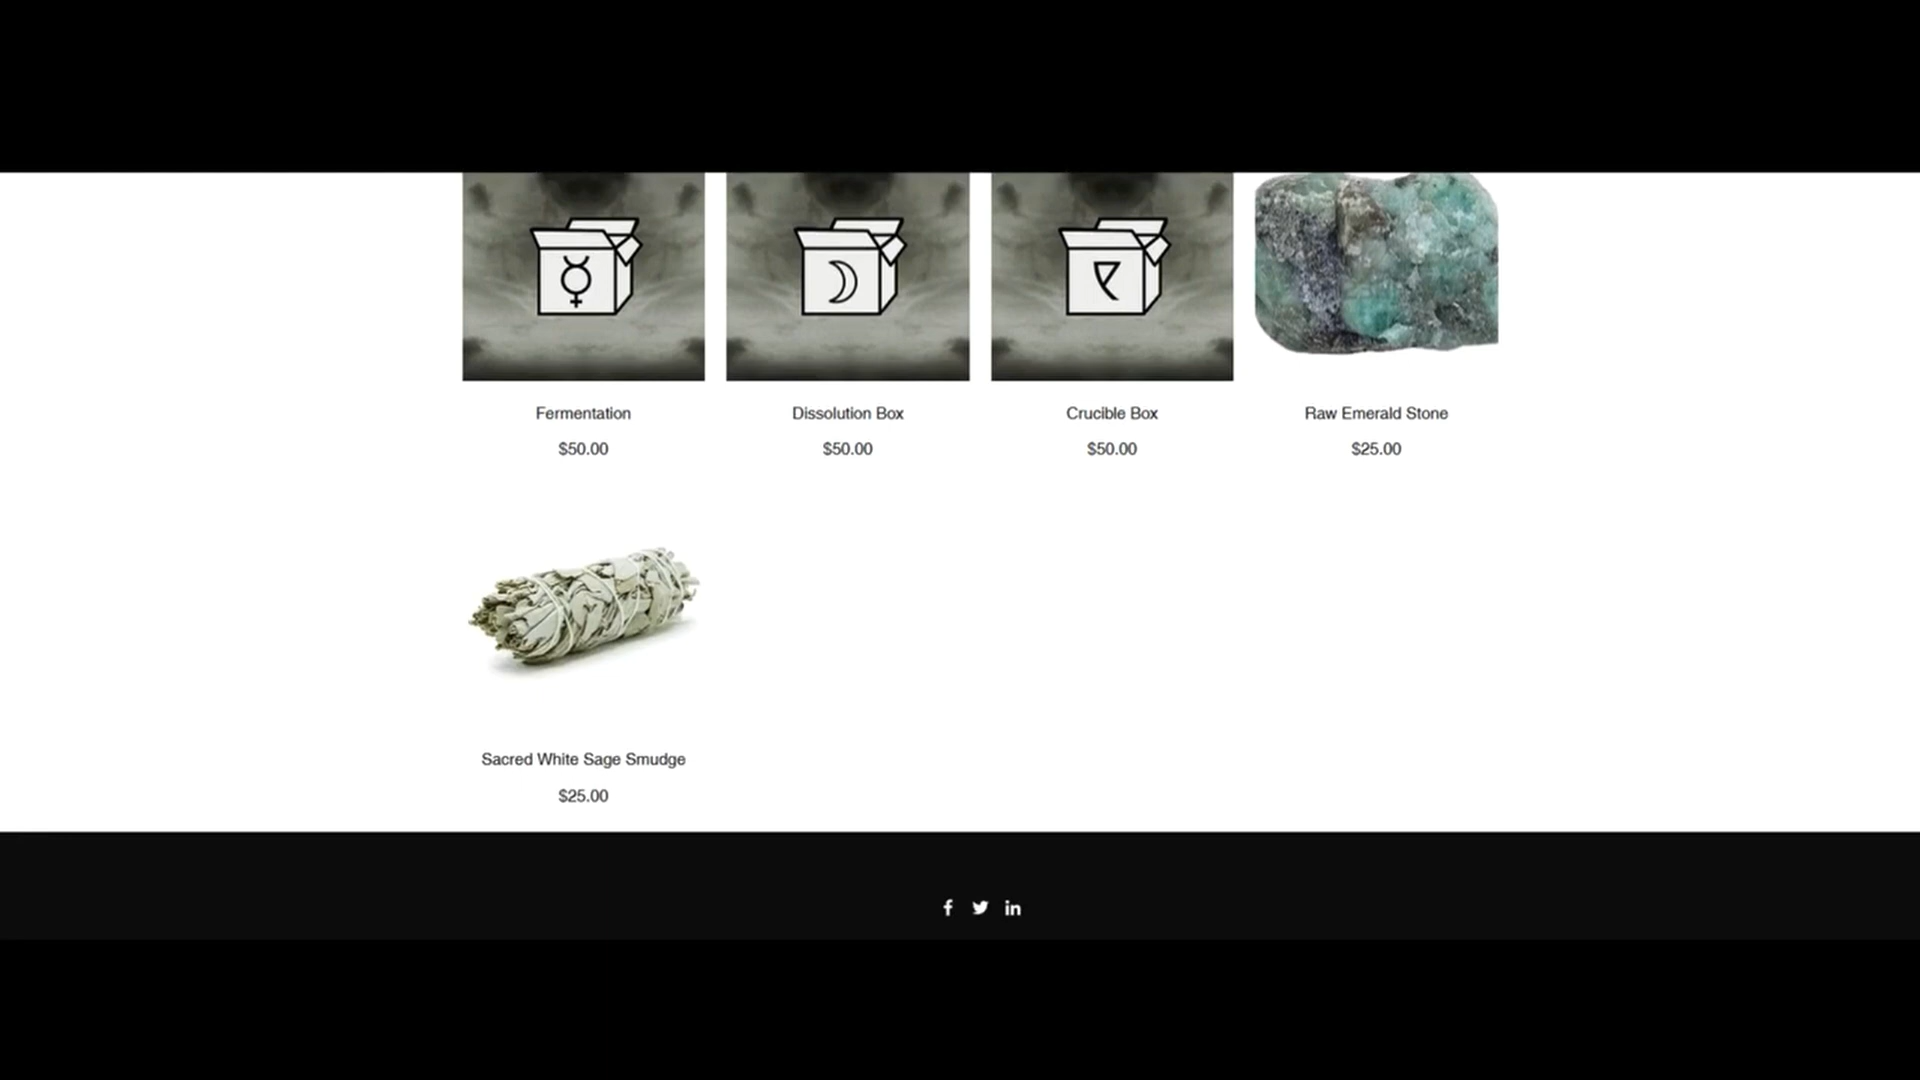 Fermentation
$50.00
Dissolution Box
$50.00
Crucible Box
$50.00
Raw Emerald Stone
$25.00
Sacred White Sage Smudge
$25.00